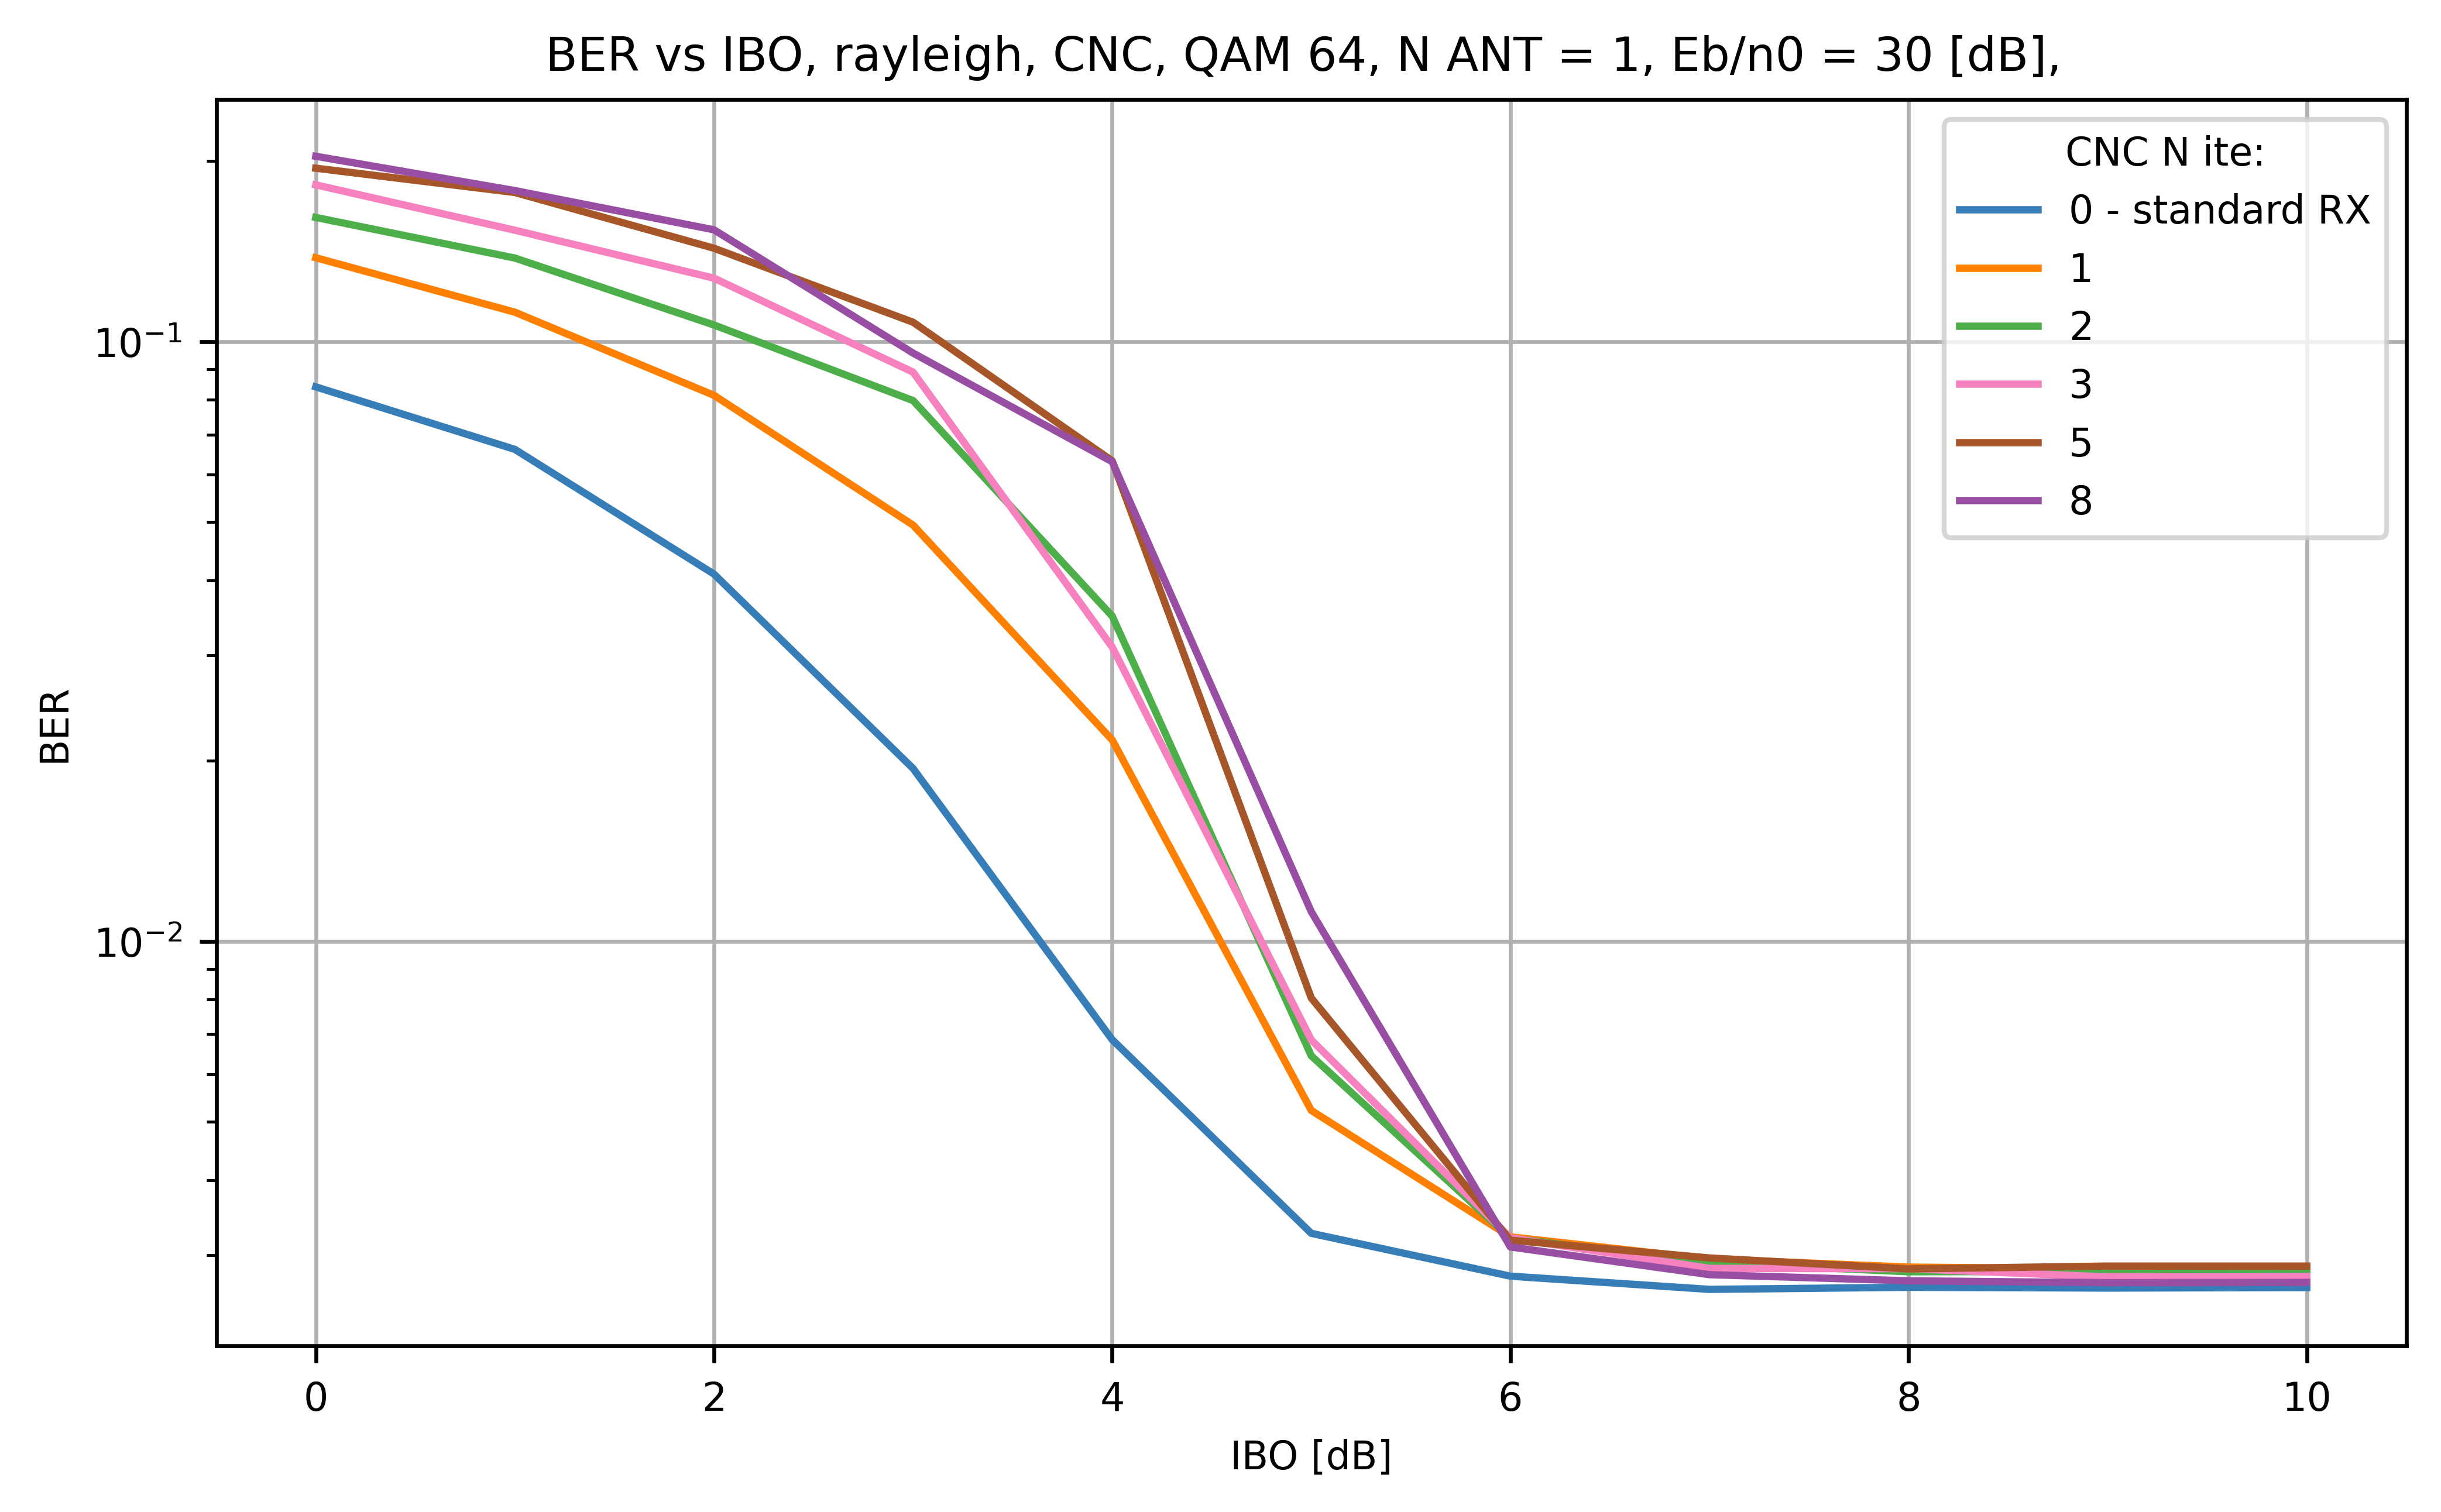 BER vs IBO, rayleigh, CNC, QAM 64, N ANT = 1, Eb/n0 = 30 [dB],
CNC N ite:
0 - standard RX
1
2
3
5
8
10⁻¹
10⁻²
BER
0 2 4 6 8 10
IBO [dB]